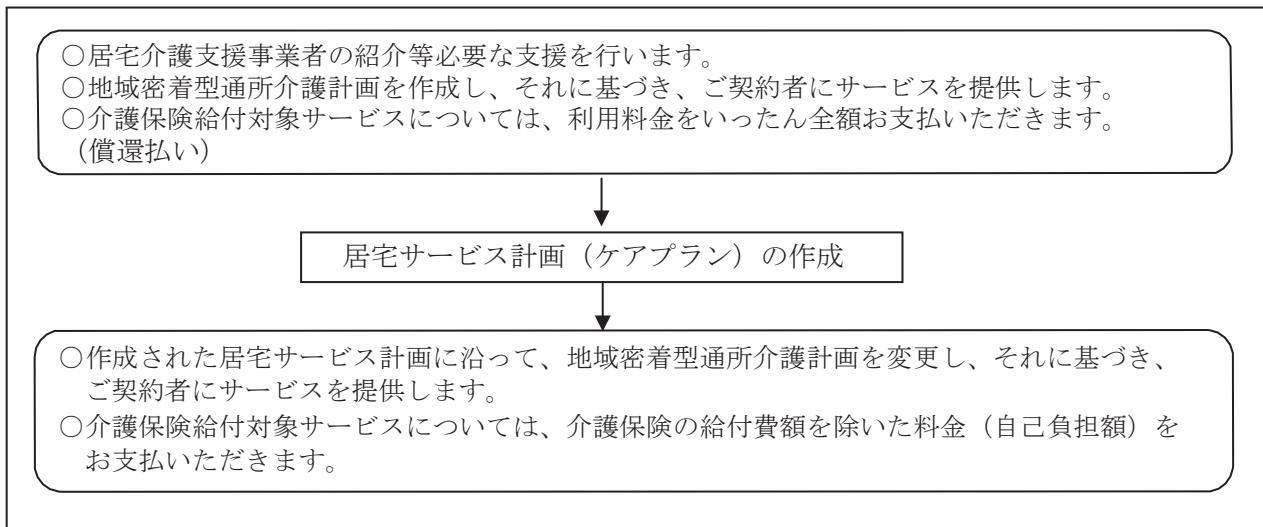 ○居宅介護支援事業者の紹介等必要な支援を行います。
○地域密着型通所介護計画を作成し、それに基づき、ご契約者にサービスを提供します。
○介護保険給付対象サービスについては、利用料金をいったん全額お支払いただきます。
（償還払い）
居宅サービス計画（ケアプラン）の作成
○作成された居宅サービス計画に沿って、地域密着型通所介護計画を変更し、それに基づき、
ご契約者にサービスを提供します。
○介護保険給付対象サービスについては、介護保険の給付費額を除いた料金（自己負担額）を
お支払いただきます。